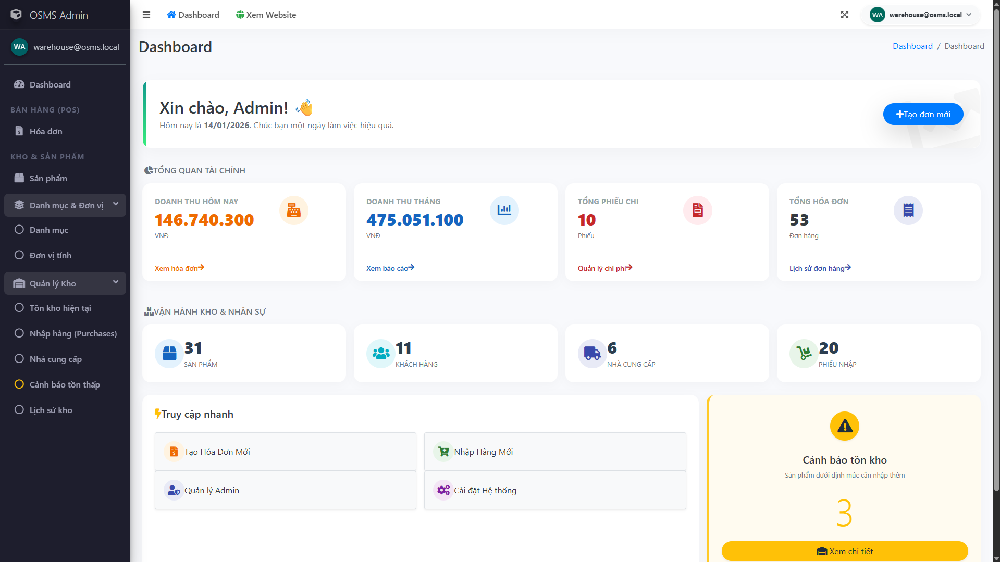 OSMS Admin
WA warehouse@osms.local
Dashboard
BÁN HÀNG (POS)
Hóa đơn
KHO & SẢN PHẨM
Sản phẩm
Danh mục & Đơn vị
Danh mục
Đơn vị tính
Quản lý Kho
Tồn kho hiện tại
Nhập hàng (Purchases)
Nhà cung cấp
Cảnh báo tồn thấp
Lịch sử kho
Dashboard Xem Website
WA warehouse@osms.local
Dashboard
Dashboard / Dashboard
Xin chào, Admin! 👋
Hôm nay là 14/01/2026. Chúc bạn một ngày làm việc hiệu quả.
Tạo đơn mới
TỔNG QUAN TÀI CHÍNH
DOANH THU HÔM NAY
146.740.300
VNĐ
Xem hóa đơn
DOANH THU THÁNG
475.051.100
VNĐ
Xem báo cáo
TỔNG PHIẾU CHI
10
Phiếu
Quản lý chi phí
TỔNG HÓA ĐƠN
53
Đơn hàng
Lịch sử đơn hàng
VẬN HÀNH KHO & NHÂN SỰ
31
SẢN PHẨM
11
KHÁCH HÀNG
6
NHÀ CUNG CẤP
20
PHIẾU NHẬP
Truy cập nhanh
Tạo Hóa Đơn Mới
Nhập Hàng Mới
Quản lý Admin
Cài đặt Hệ thống
Cảnh báo tồn kho
Sản phẩm dưới định mức cần nhập thêm
3
Xem chi tiết